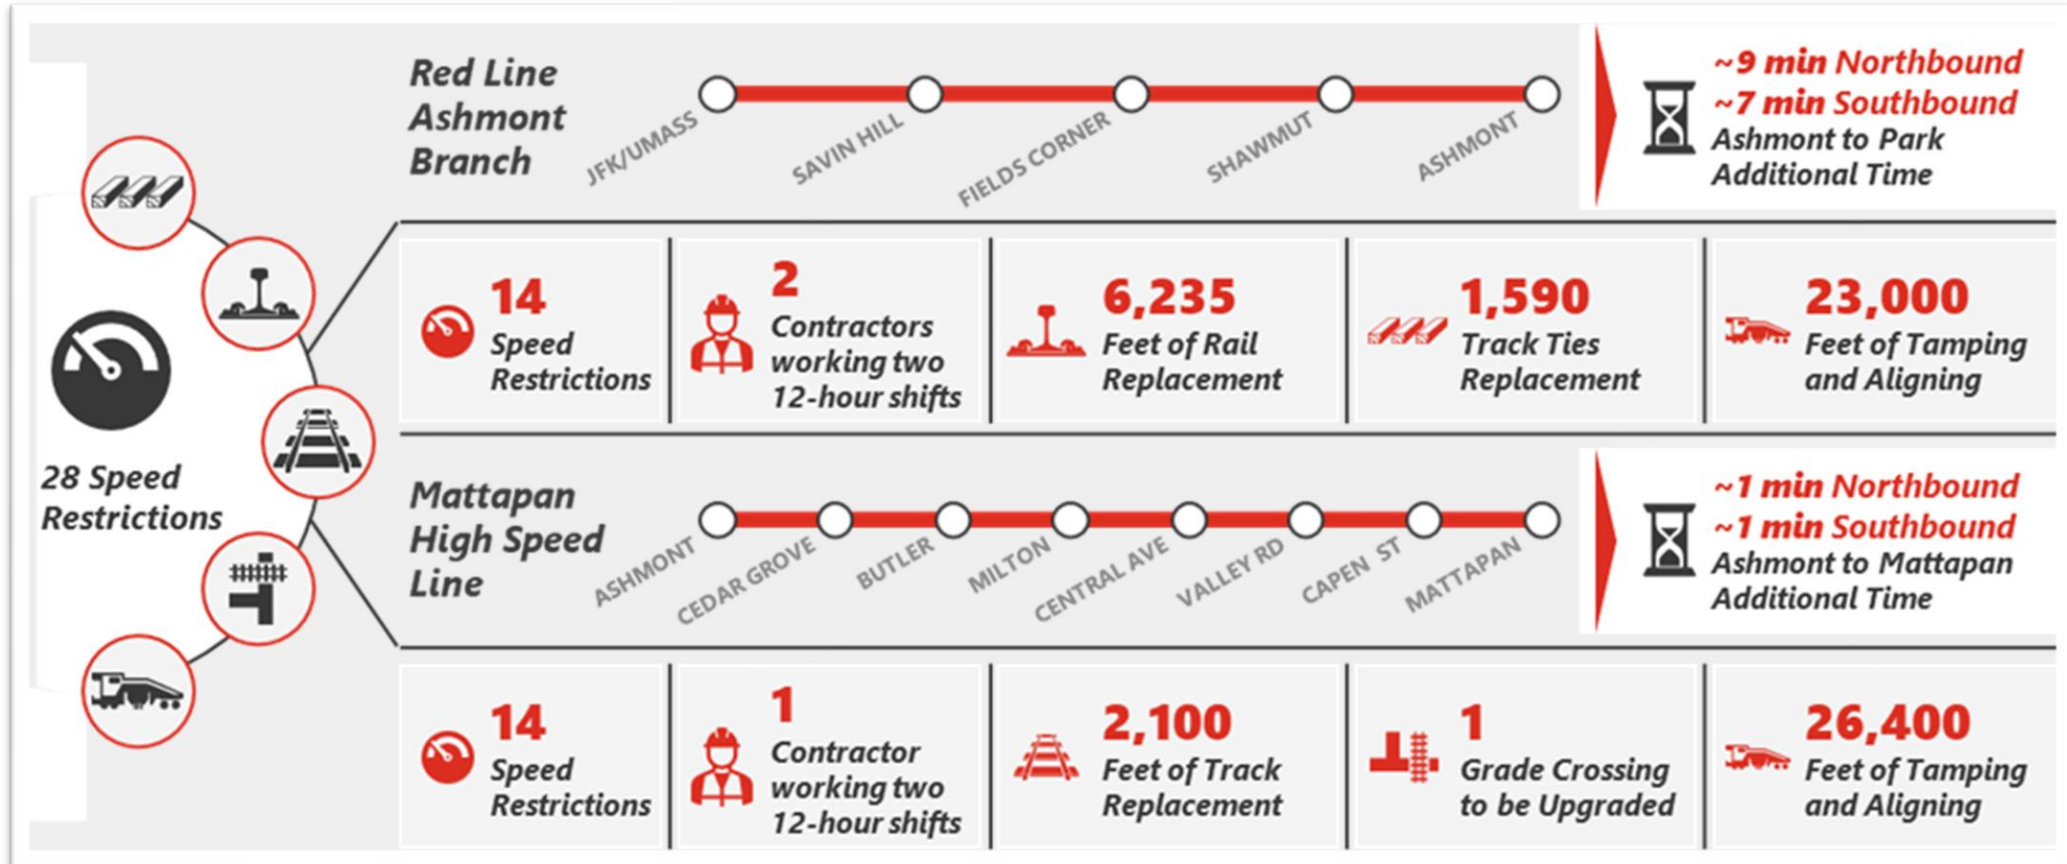 28 Speed
Restrictions
Red Line
Ashmont
Branch
JFK/UMASS
SAVIN HILL
FIELDS CORNER
SHAWMUT
ASHMONT
~9 min Northbound
~7 min Southbound
Ashmont to Park
Additional Time
14
Speed
Restrictions
2
Contractors
working two
12-hour shifts
6,235
Feet of Rail
Replacement
1,590
Track Ties
Replacement
23,000
Feet of Tamping
and Aligning
Mattapan
High Speed
Line
ASHMONT
CEDAR GROVE
BUTLER
MILTON
CENTRAL AVE
VALLEY RD
CAPEN ST
MATTAPAN
~1 min Northbound
~1 min Southbound
Ashmont to Mattapan
Additional Time
14
Speed
Restrictions
1
Contractor
working two
12-hour shifts
2,100
Feet of Track
Replacement
1
Grade Crossing
to be Upgraded
26,400
Feet of Tamping
and Aligning